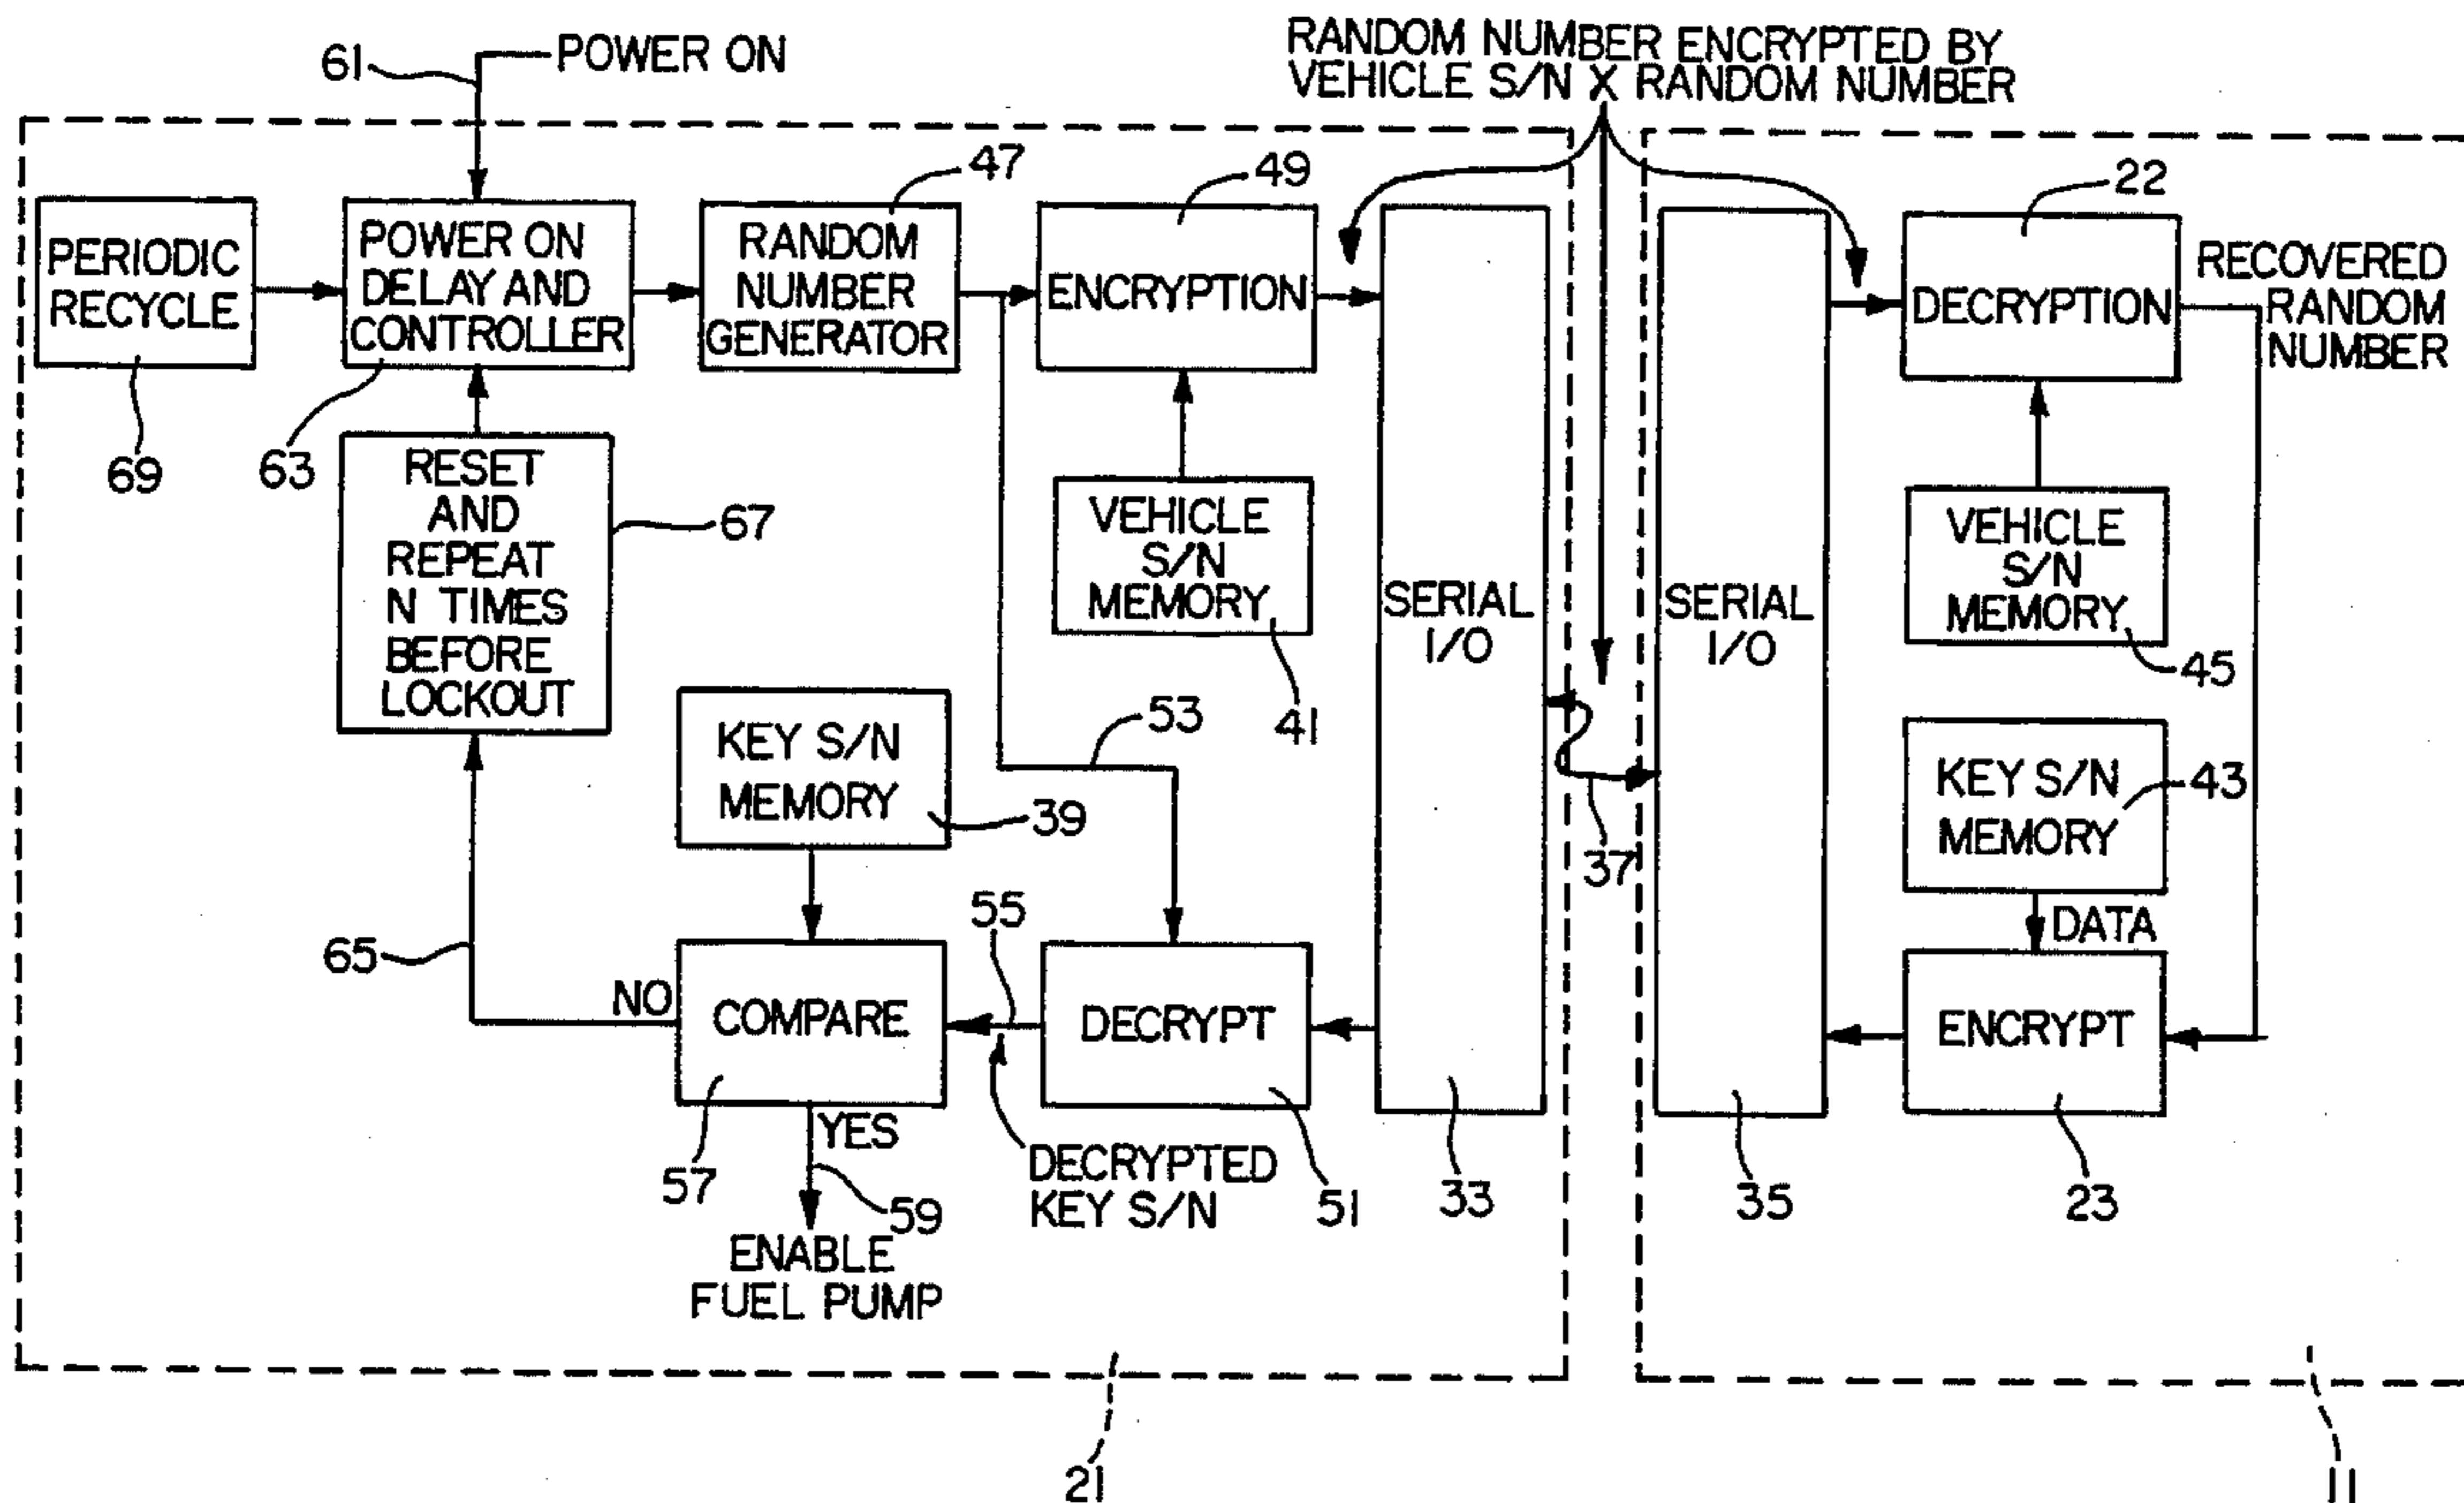 RANDOM NUMBER ENCRYPTED BY
VEHICLE S/N X RANDOM NUMBER
61
POWER ON
47
49
22
PERIODIC
RECYCLE
POWER ON
DELAY AND
CONTROLLER
RANDOM
NUMBER
GENERATOR
ENCRYPTION
DECRYPTION
RECOVERED
RANDOM
NUMBER
69
63
RESET
AND
REPEAT
N TIMES
BEFORE
LOCKOUT
67
VEHICLE
S/N
MEMORY
41
SERIAL
I/O
SERIAL
I/O
VEHICLE
S/N
MEMORY
45
KEY S/N
MEMORY
39
53
37
KEY S/N
MEMORY
43
DATA
65
NO
COMPARE
55
DECRYPT
ENCRYPT
57
YES
59
DECRYPTED
KEY S/N
51
33
35
23
ENABLE
FUEL PUMP
21
11